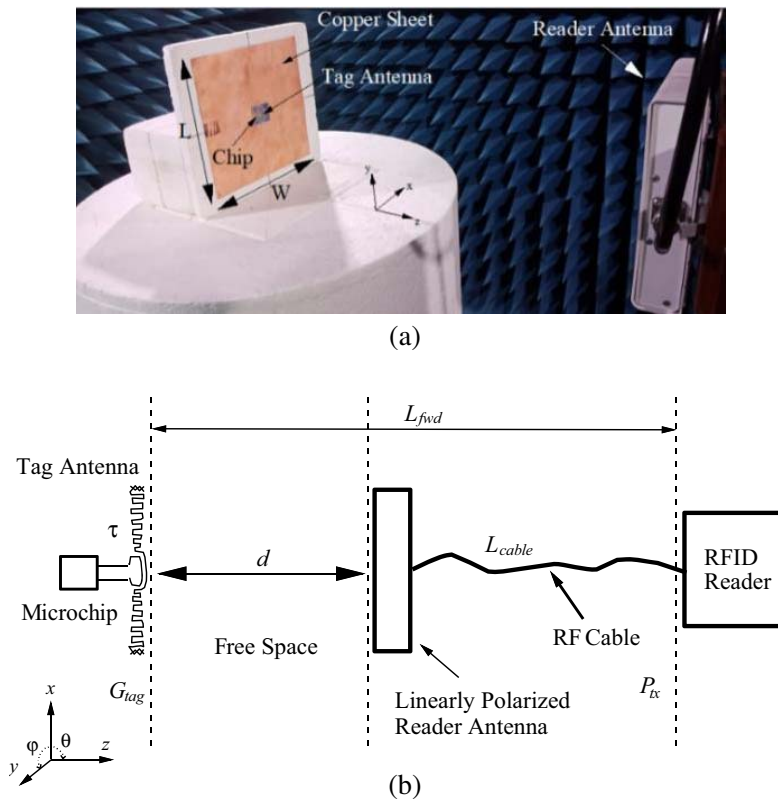 Copper Sheet
Reader Antenna
Tag Antenna
L
Chip
W
y
x
z
(a)
L_fwd
Tag Antenna
τ
L_cable
d
RFID Reader
Microchip
RF Cable
Free Space
G_tag
Linearly Polarized Reader Antenna
P_tx
x
φ
θ
z
y
(b)